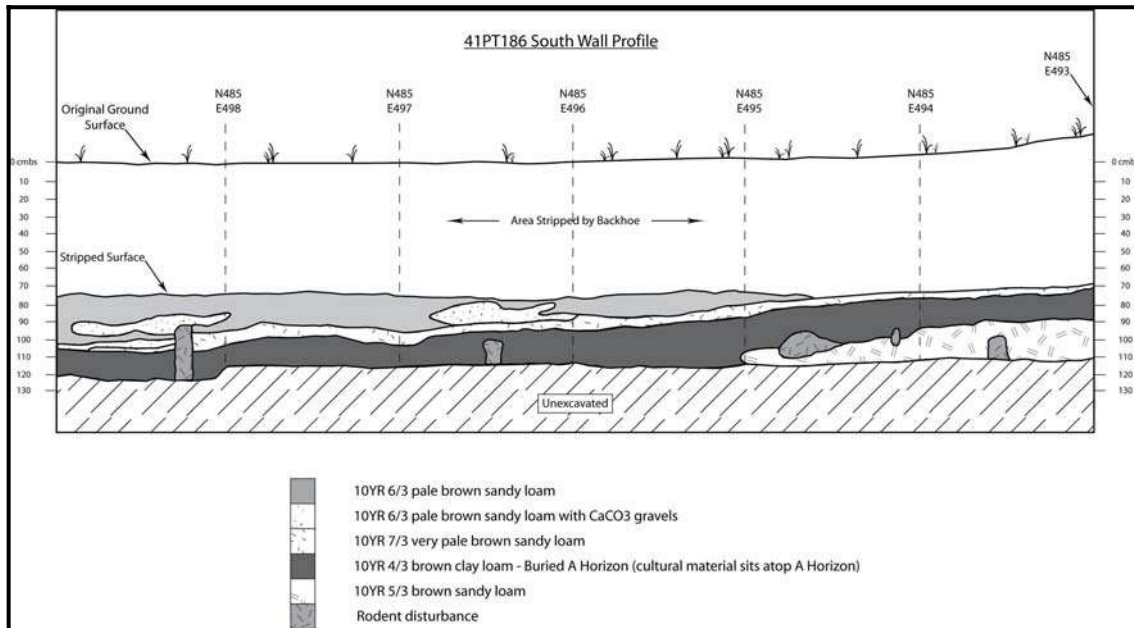 41PT186 South Wall Profile
N485
E493
N485
E498
N485
E497
N485
E496
N485
E495
N485
E494
Original Ground
Surface
0 cmbs
10
20
30
40
50
60
70
80
90
100
110
120
130
0 cmbs
10
20
30
40
50
60
70
80
90
100
110
120
130
Area Stripped by Backhoe
Stripped Surface
Unexcavated
10YR 6/3 pale brown sandy loam
10YR 6/3 pale brown sandy loam with CaCO3 gravels
10YR 7/3 very pale brown sandy loam
10YR 4/3 brown clay loam - Buried A Horizon (cultural material sits atop A Horizon)
10YR 5/3 brown sandy loam
Rodent disturbance